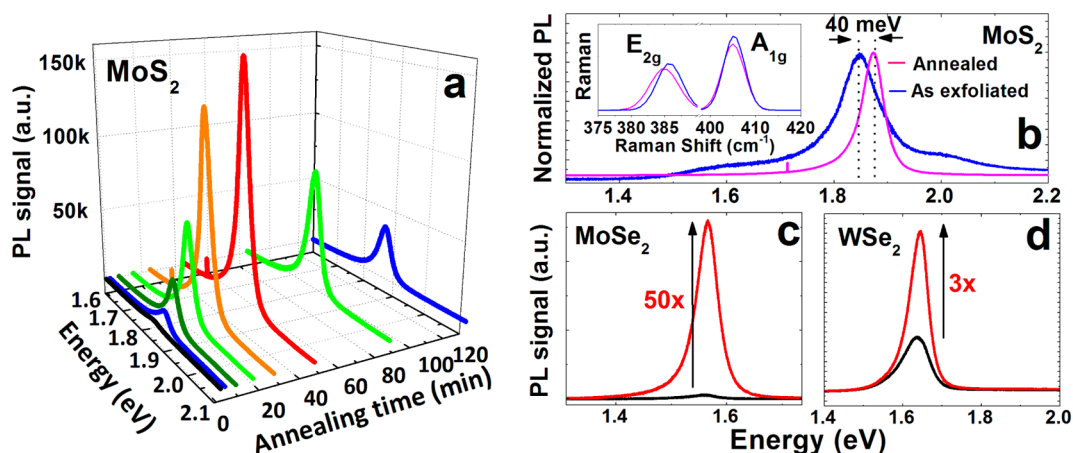 150k
100k
50k
PL signal (a.u.)
MoS2
a
1.6
1.7
1.8
1.9
2.0
2.1
Energy (eV)
0
20
40
60
80
100
120
Annealing time (min)
40 meV
Normalized PL
MoS2
Annealed
As exfoliated
b
Raman
E2g
A1g
375 380 385 390 400 410 420
Raman Shift (cm-1)
1.4 1.6 1.8 2.0 2.2
PL signal (a.u.)
MoSe2
c
50x
1.4 1.6
WSe2
d
3x
1.4 1.6 1.8 2.0
Energy (eV)